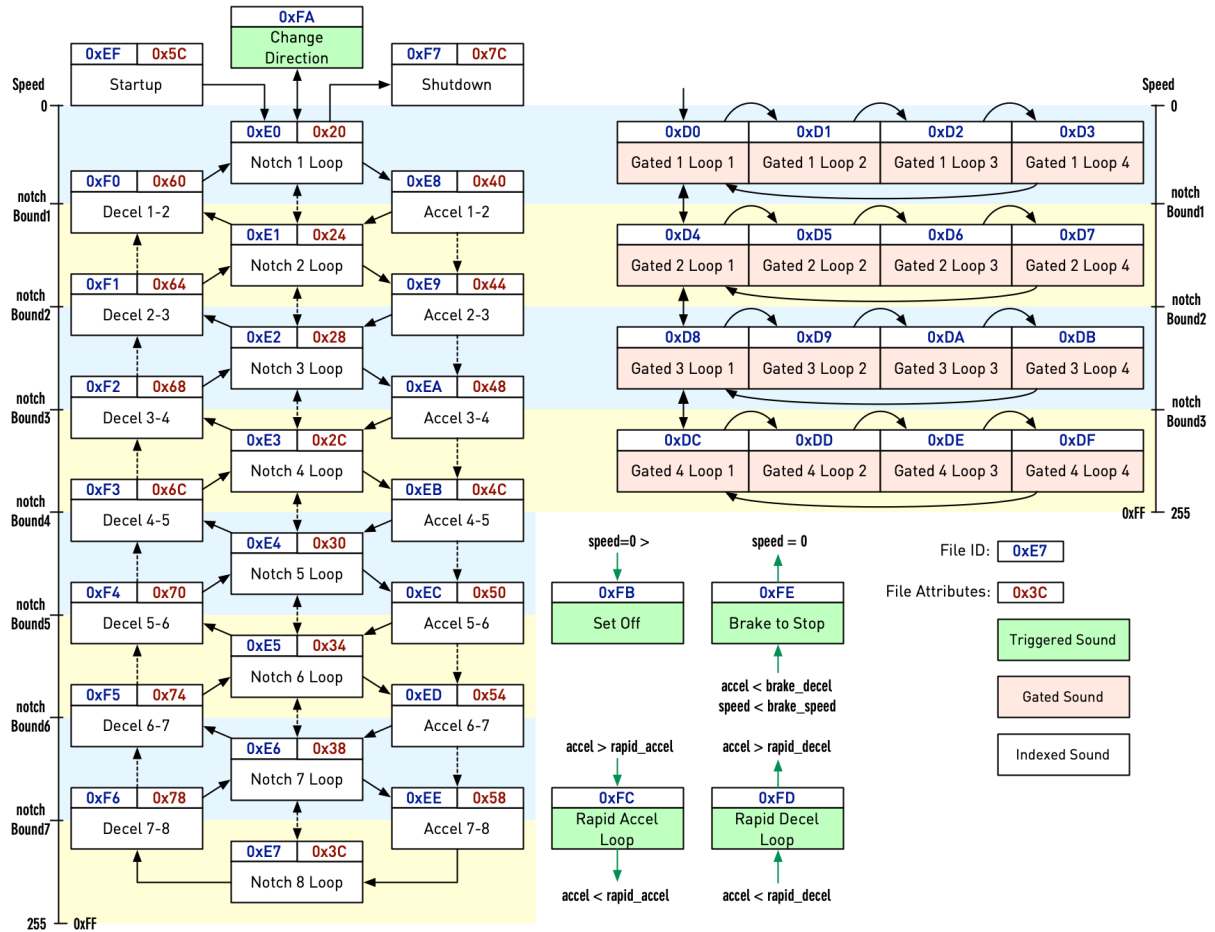 0xFA
Change
Direction
0xEF 0x5C
Startup
0xF7 0x7C
Shutdown
Speed
0
0xE0 0x20
Notch 1 Loop
0xF0 0x60
Decel 1-2
0xE8 0x40
Accel 1-2
notch
Bound1
0xE1 0x24
Notch 2 Loop
0xF1 0x64
Decel 2-3
0xE9 0x44
Accel 2-3
notch
Bound2
0xE2 0x28
Notch 3 Loop
0xF2 0x68
Decel 3-4
0xEA 0x48
Accel 3-4
notch
Bound3
0xE3 0x2C
Notch 4 Loop
0xF3 0x6C
Decel 4-5
0xEB 0x4C
Accel 4-5
notch
Bound4
0xE4 0x30
Notch 5 Loop
0xF4 0x70
Decel 5-6
0xEC 0x50
Accel 5-6
notch
Bound5
0xE5 0x34
Notch 6 Loop
0xF5 0x74
Decel 6-7
0xED 0x54
Accel 6-7
notch
Bound6
0xE6 0x38
Notch 7 Loop
0xF6 0x78
Decel 7-8
0xEE 0x58
Accel 7-8
notch
Bound7
0xE7 0x3C
Notch 8 Loop
255 0xFF
Speed
0
0xD0 0xD1 0xD2 0xD3
Gated 1 Loop 1 Gated 1 Loop 2 Gated 1 Loop 3 Gated 1 Loop 4
notch
Bound1
0xD4 0xD5 0xD6 0xD7
Gated 2 Loop 1 Gated 2 Loop 2 Gated 2 Loop 3 Gated 2 Loop 4
notch
Bound2
0xD8 0xD9 0xDA 0xDB
Gated 3 Loop 1 Gated 3 Loop 2 Gated 3 Loop 3 Gated 3 Loop 4
notch
Bound3
0xDC 0xDD 0xDE 0xDF
Gated 4 Loop 1 Gated 4 Loop 2 Gated 4 Loop 3 Gated 4 Loop 4
0xFF 255
speed=0 >
0xFB
Set Off
speed = 0
0xFE
Brake to Stop
accel < brake_decel
speed < brake_speed
accel > rapid_accel
0xFC
Rapid Accel
Loop
accel < rapid_accel
accel > rapid_decel
0xFD
Rapid Decel
Loop
accel < rapid_decel
File ID: 0xE7
File Attributes: 0x3C
Triggered Sound
Gated Sound
Indexed Sound